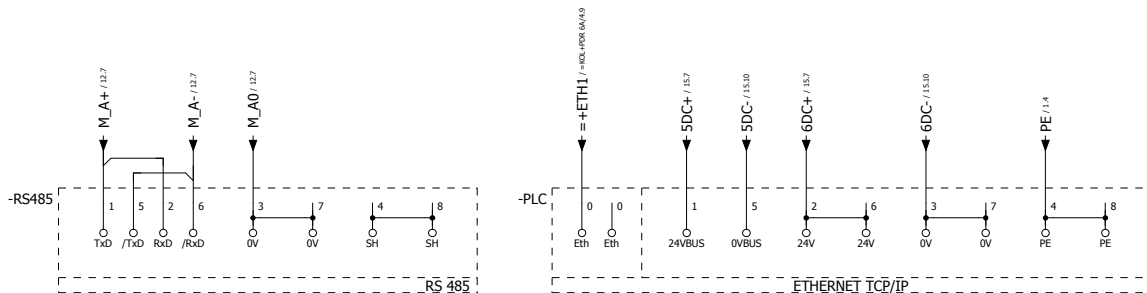 M_A+ / 12.7
M_A- / 12.7
M_A0 / 12.7
=+ETH1 / =KOL+PDR 6A/4.9
5DC+ / 15.7
5DC- / 15.10
6DC+ / 15.7
6DC- / 15.10
PE / 1.4
-RS485
1 5 2 6 3 7 4 8
TxD /TxD RxD /RxD 0V 0V SH SH
RS 485
-PLC
0 0 1 5 2 6 3 7 4 8
Eth Eth 24VBUS 0VBUS 24V 24V 0V 0V PE PE
ETHERNET TCP/IP